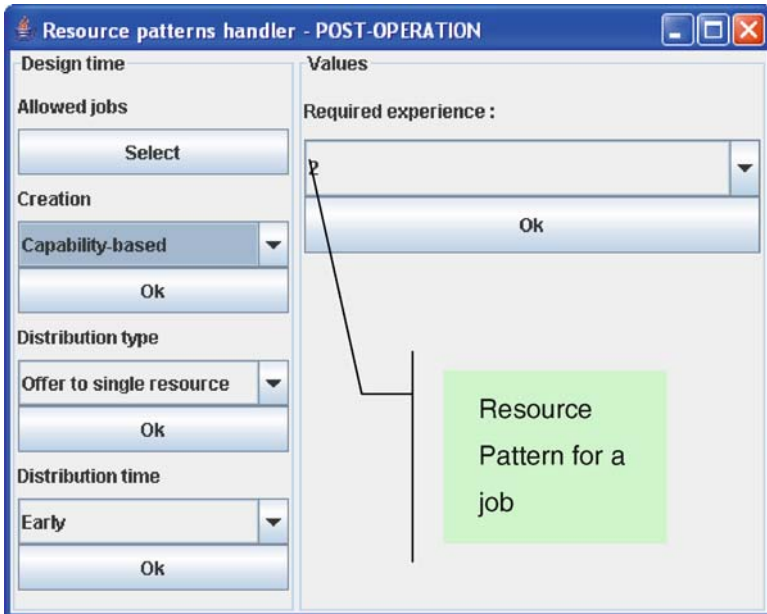 Resource patterns handler - POST-OPERATION
Design time
Allowed jobs
Select
Creation
Capability-based
Ok
Distribution type
Offer to single resource
Ok
Distribution time
Early
Ok
Values
Required experience :
2
Ok
Resource
Pattern for a
job